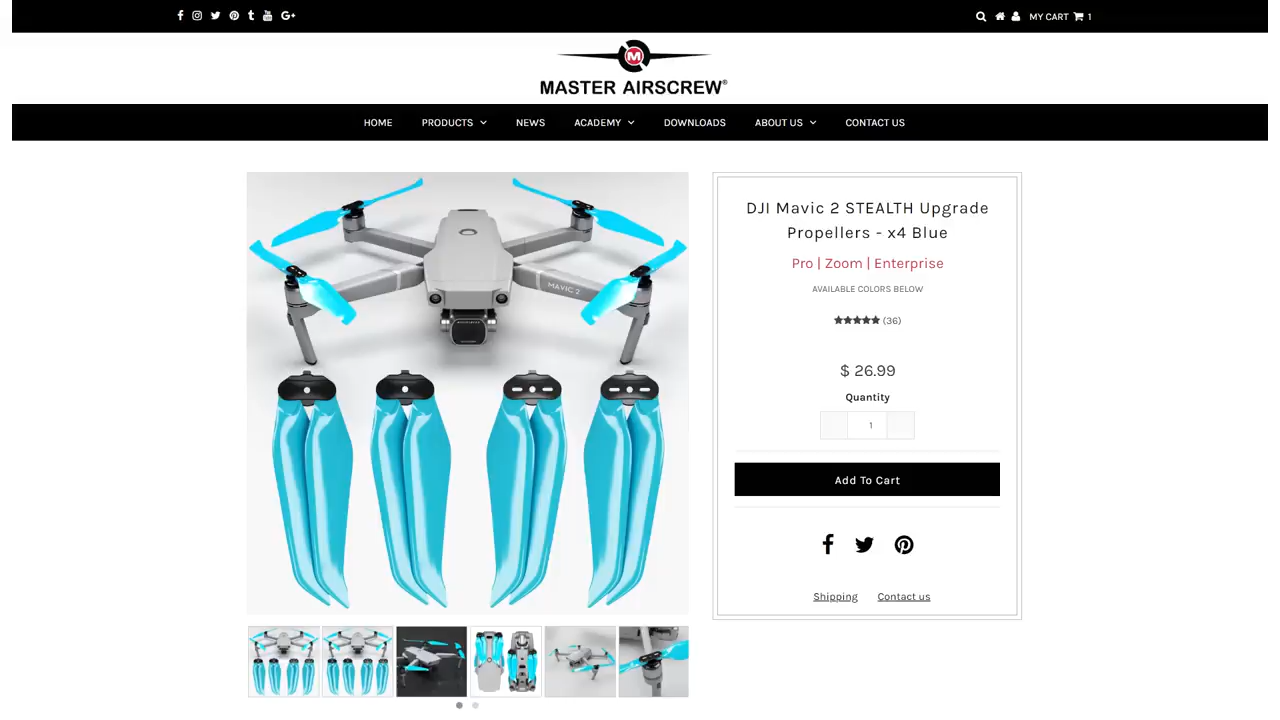 MY CART 1
M
MASTER AIRSCREW®
HOME PRODUCTS NEWS ACADEMY DOWNLOADS ABOUT US CONTACT US
MAVIC 2
DJI Mavic 2 STEALTH Upgrade
Propellers - x4 Blue
Pro | Zoom | Enterprise
AVAILABLE COLORS BELOW
(36)
$ 26.99
Quantity
1
Add To Cart
Shipping Contact us